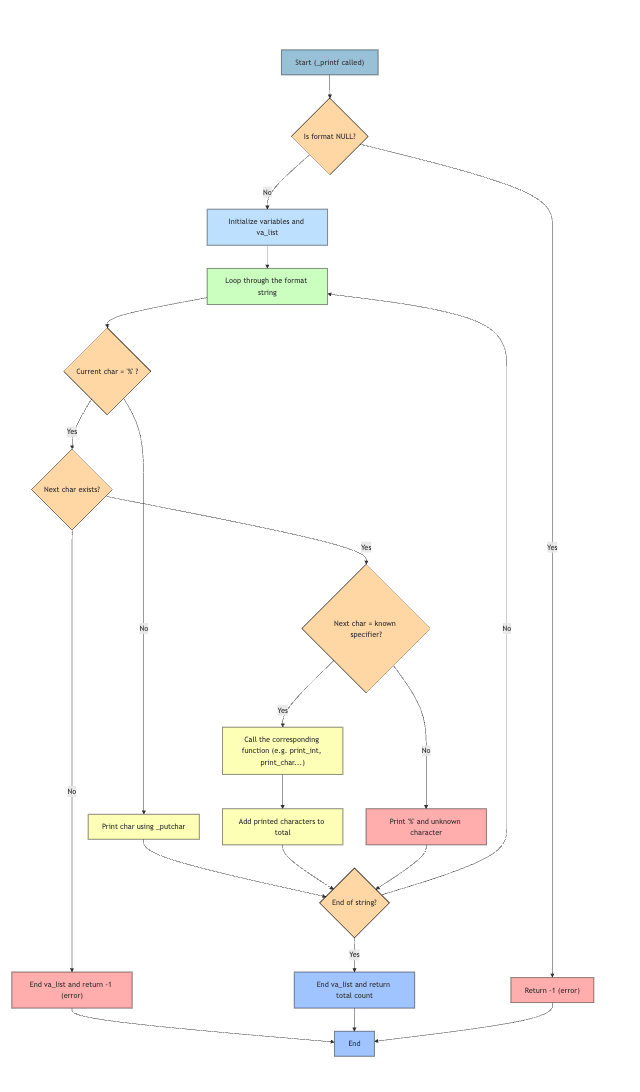 Start (_printf called)
Is format NULL?
No
Initialize variables and
va_list
Loop through the format
string
Current char = '%' ?
Yes
Next char exists?
Yes
Yes
Next char = known
specifier?
No
No
Yes
Call the corresponding
function (e.g. print_int,
print_char...)
No
No
Print char using _putchar
Add printed characters to
total
Print '%' and unknown
character
End of string?
Yes
End va_list and return -1
(error)
End va_list and return
total count
Return -1 (error)
End